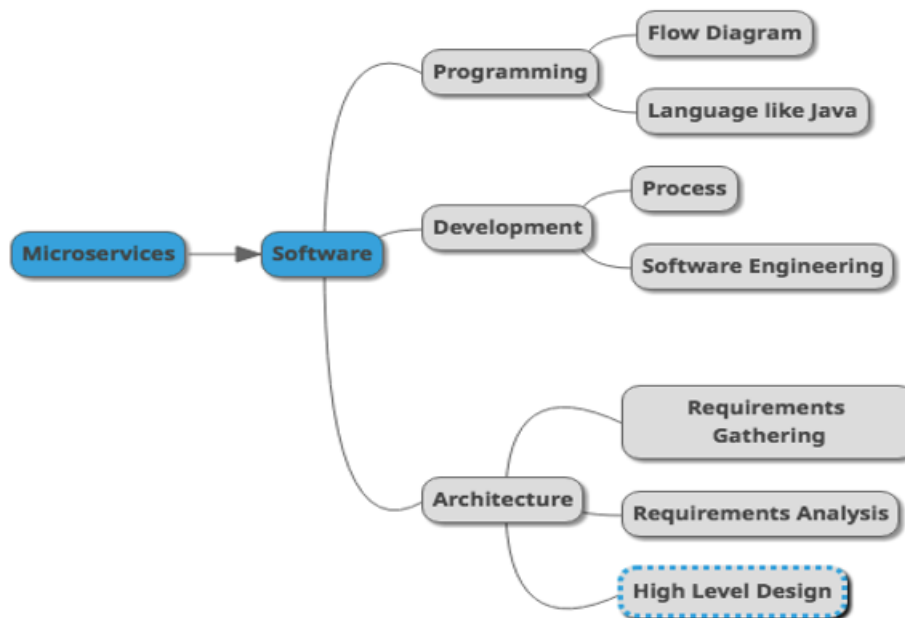 Flow Diagram
Programming
Language like Java
Process
Development
Microservices
Software
Software Engineering
Requirements
Gathering
Architecture
Requirements Analysis
High Level Design